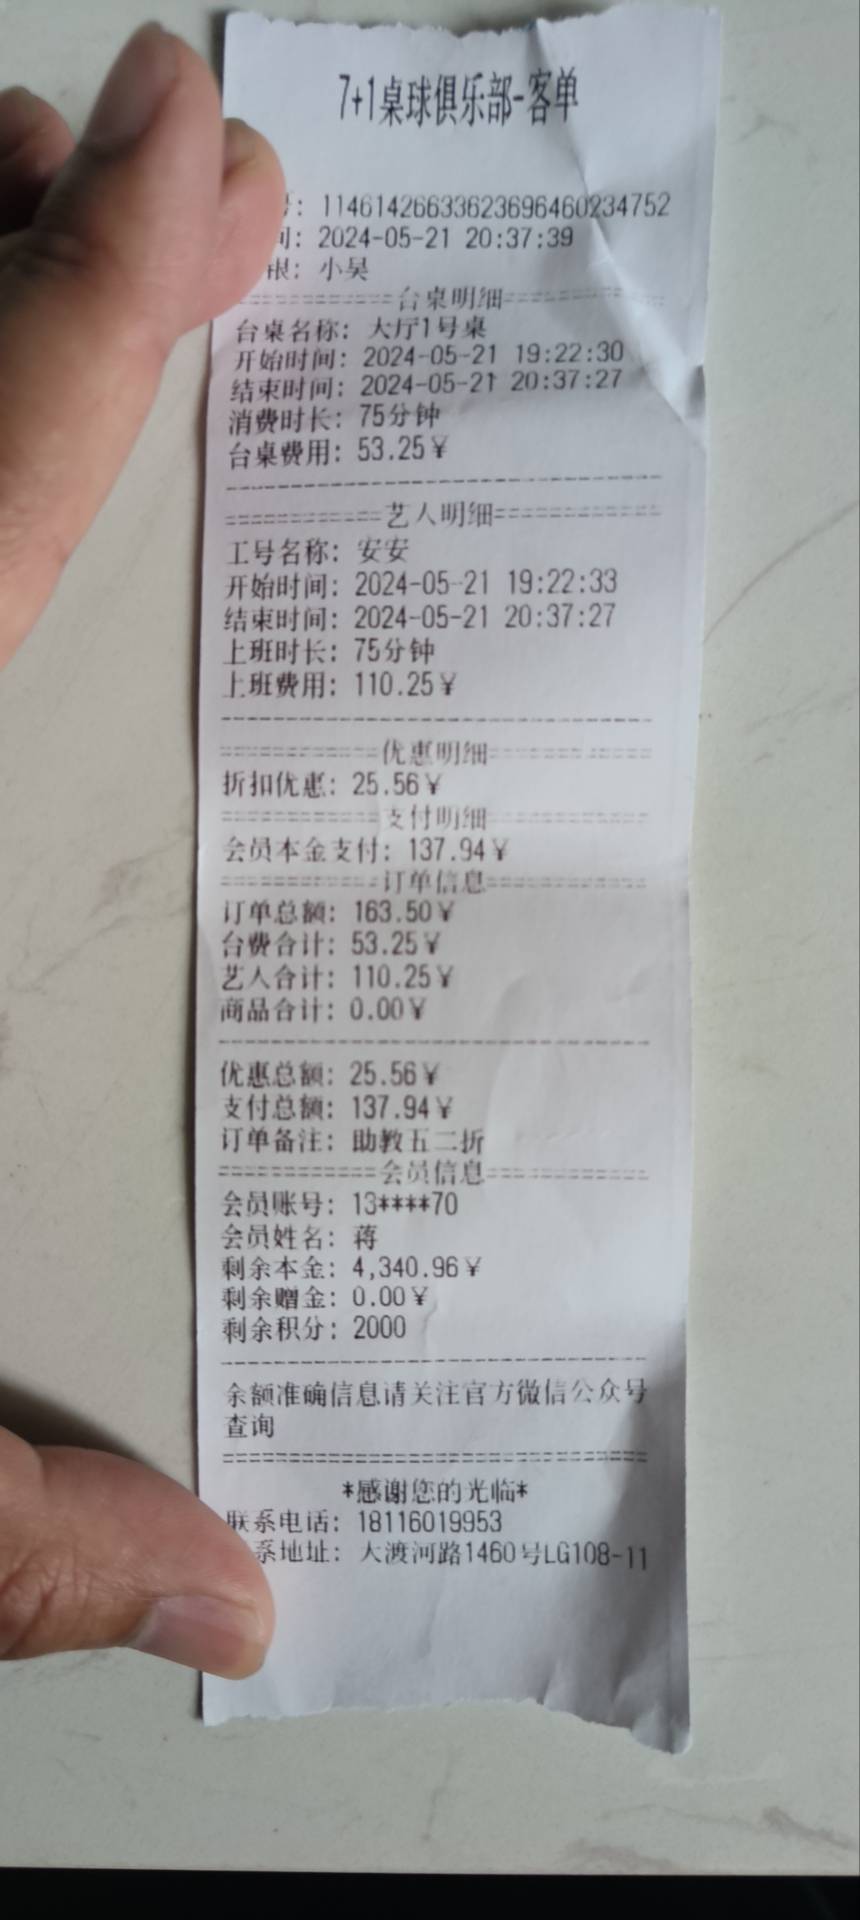 7+1桌球俱乐部-客单
号: 1146142663362369646​0234752
间: 2024-05-21 20:37:39
银: 小吴
============台桌明细============
台桌名称: 大厅1号桌
开始时间: 2024-05-21 19:22:30
结束时间: 2024-05-21 20:37:27
消费时长: 75分钟
台桌费用: 53.25¥
--------------------------------
============艺人明细============
工号名称: 安安
开始时间: 2024-05-21 19:22:33
结束时间: 2024-05-21 20:37:27
上班时长: 75分钟
上班费用: 110.25¥
--------------------------------
============优惠明细============
折扣优惠: 25.56¥
============支付明细============
会员本金支付: 137.94¥
============订单信息============
订单总额: 163.50¥
台费合计: 53.25¥
艺人合计: 110.25¥
商品合计: 0.00¥
--------------------------------
优惠总额: 25.56¥
支付总额: 137.94¥
订单备注: 助教五二折
============会员信息============
会员账号: 13****70
会员姓名: 蒋
剩余本金: 4,340.96¥
剩余赠金: 0.00¥
剩余积分: 2000
--------------------------------
余额准确信息请关注官方微信公众号
查询
================================
*感谢您的光临*
联系电话: 18116019953
系地址: 大渡河路1460号LG108-11